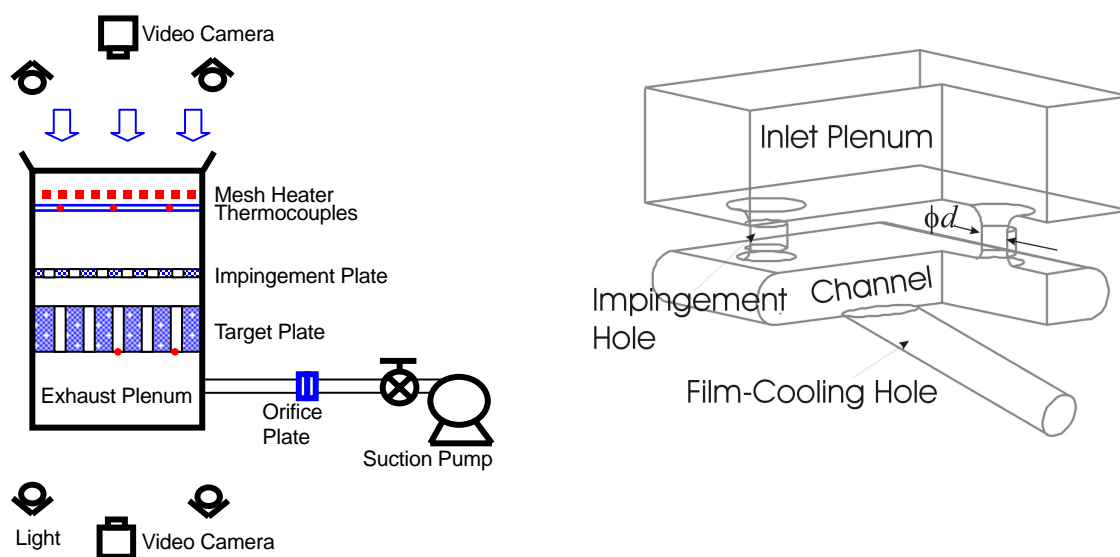 Video Camera
Mesh Heater
Thermocouples
Impingement Plate
Target Plate
Exhaust Plenum
Orifice
Plate
Suction Pump
Light
Video Camera
Inlet Plenum
ϕd
Channel
Impingement
Hole
Film-Cooling Hole